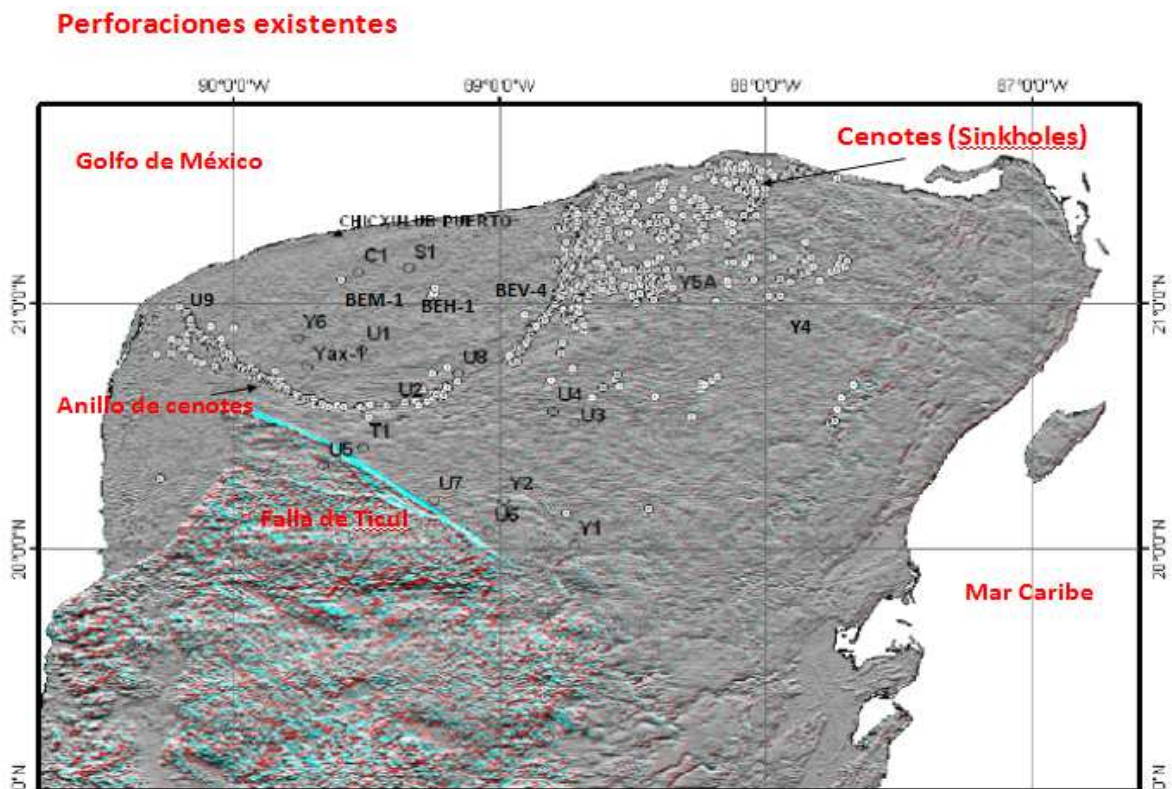 Perforaciones existentes
90°0'0"W
89°0'0"W
88°0'0"W
87°0'0"W
Golfo de México
Cenotes (Sinkholes)
CHICXULUB PUERTO
C1
S1
21°0'0"N
U9
BEM-1
BEH-1
BEV-4
Y5A
21°0'0"N
Y6
U1
Y4
Yax-1
U8
U2
U4
Anillo de cenotes
U3
T1
U5
U7
Y2
Falla de Ticul
U6
Y1
20°0'0"N
20°0'0"N
Mar Caribe
0"N
0"N